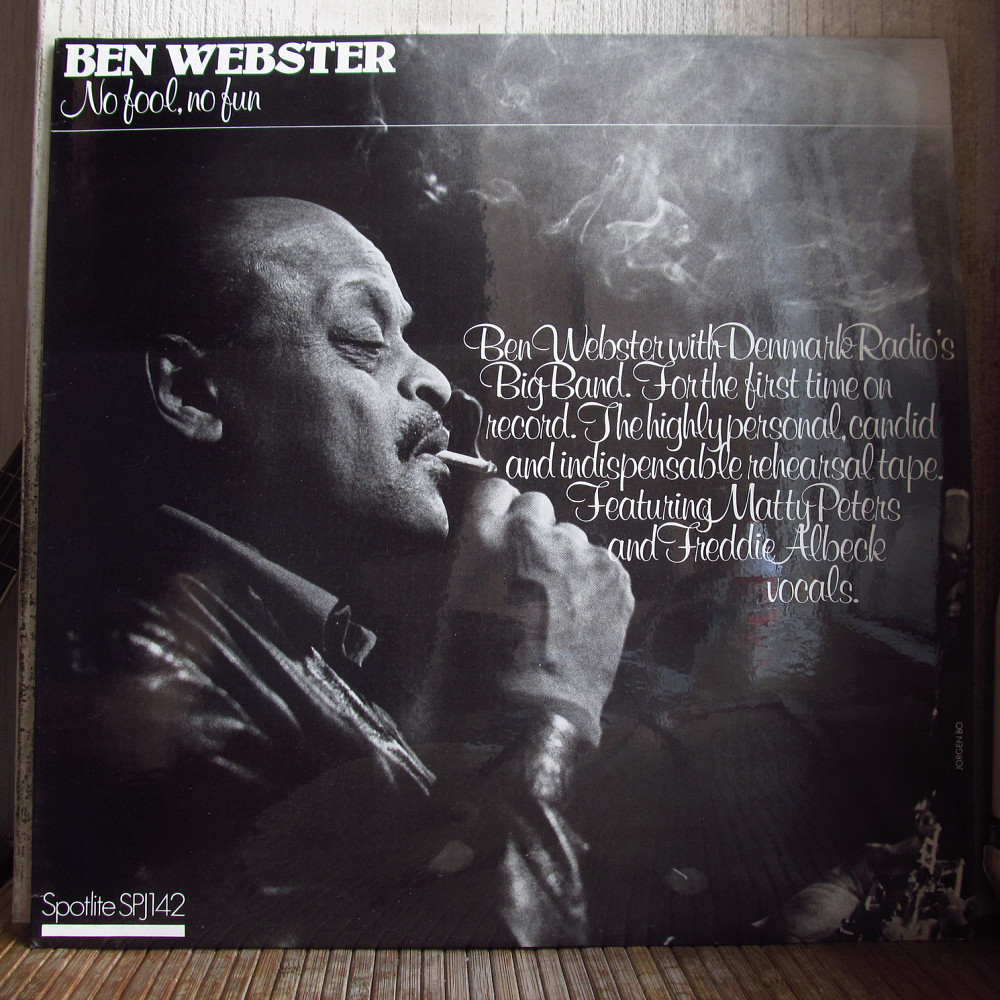 BEN WEBSTER
No fool, no fun
Ben Webster with Denmark Radio's
Big Band. For the first time on
record. The highly personal, candid
and indispensable rehearsal tape.
Featuring Matty Peters
and Freddie Albeck
vocals.
JORGEN BO
Spotlite SPJ142